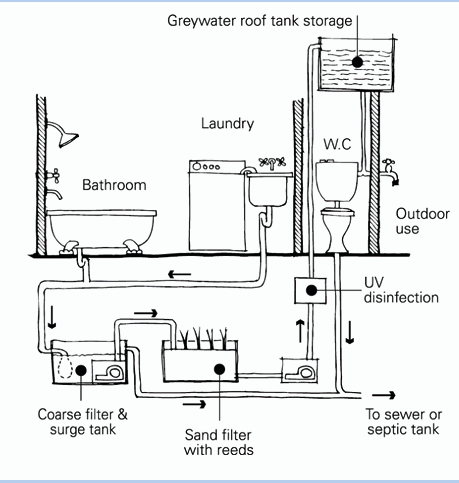 Greywater roof tank storage
Laundry
W.C
Bathroom
Outdoor
use
UV
disinfection
Coarse filter &
surge tank
Sand filter
with reeds
To sewer or
septic tank